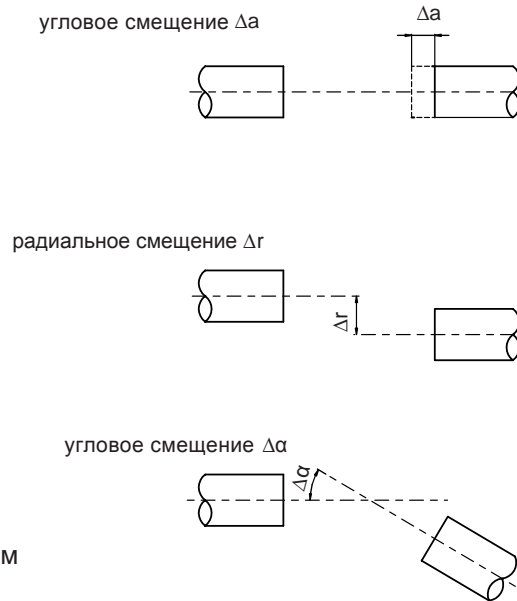 угловое смещение Δa
Δa
радиальное смещение Δr
Δr
угловое смещение Δα
Δα
м